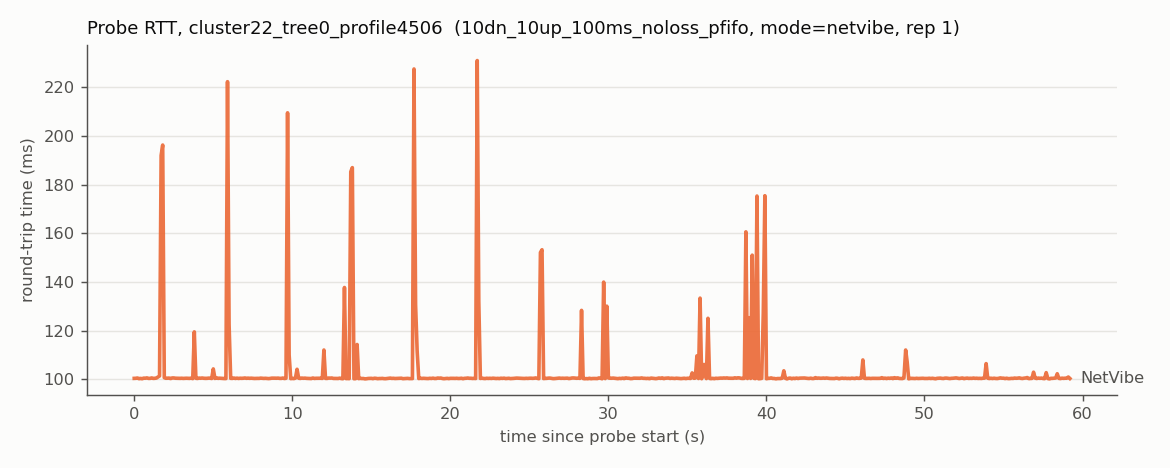 Probe RTT, cluster22_tree0_profile4506  (10dn_10up_100ms_noloss_pfifo, mode=netvibe, rep 1)
round-trip time (ms)
220
200
180
160
140
120
100
NetVibe
0 10 20 30 40 50 60
time since probe start (s)